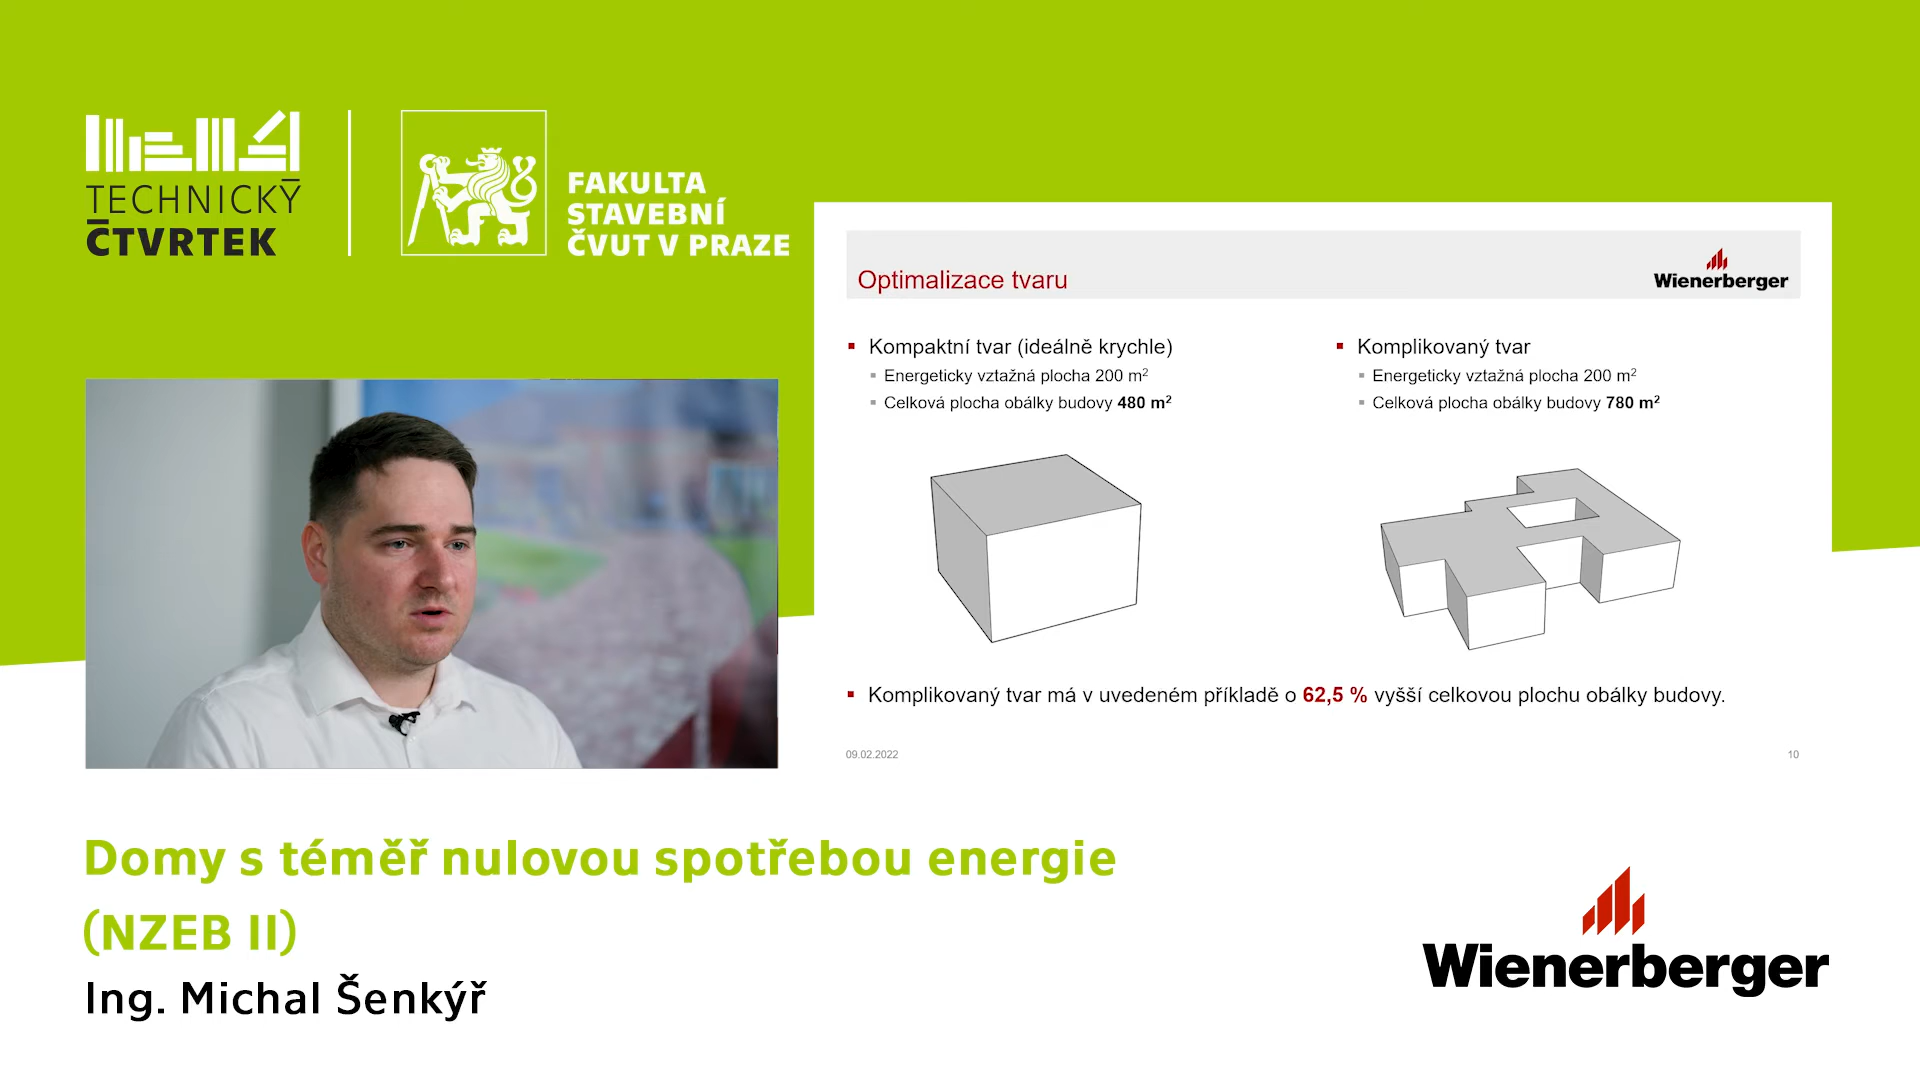 TECHNICKÝ
ČTVRTEK
FAKULTA
STAVEBNÍ
ČVUT V PRAZE
Optimalizace tvaru
Wienerberger
Kompaktní tvar (ideálně krychle)
Energeticky vztažná plocha 200 m²
Celková plocha obálky budovy 480 m²
Komplikovaný tvar
Energeticky vztažná plocha 200 m²
Celková plocha obálky budovy 780 m²
Komplikovaný tvar má v uvedeném příkladě o 62,5 % vyšší celkovou plochu obálky budovy.
09.02.2022
10
Domy s téměř nulovou spotřebou energie
(NZEB II)
Ing. Michal Šenkýř
Wienerberger